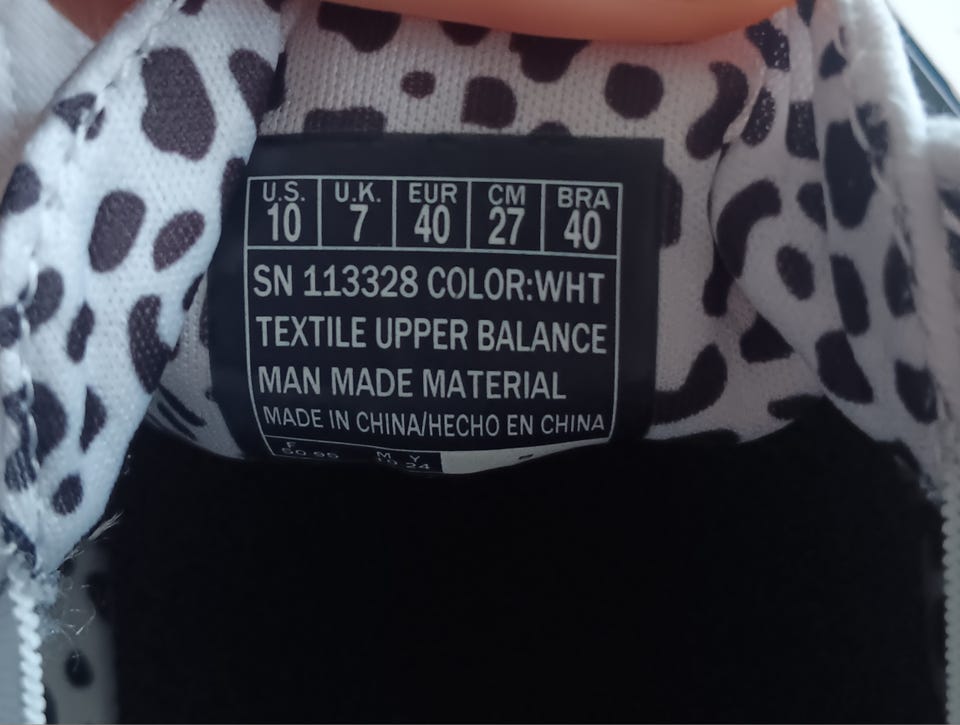 U.S. U.K. EUR CM BRA
10 7 40 27 40
SN 113328 COLOR:WHT
TEXTILE UPPER BALANCE
MAN MADE MATERIAL
MADE IN CHINA/HECHO EN CHINA
F M Y
24